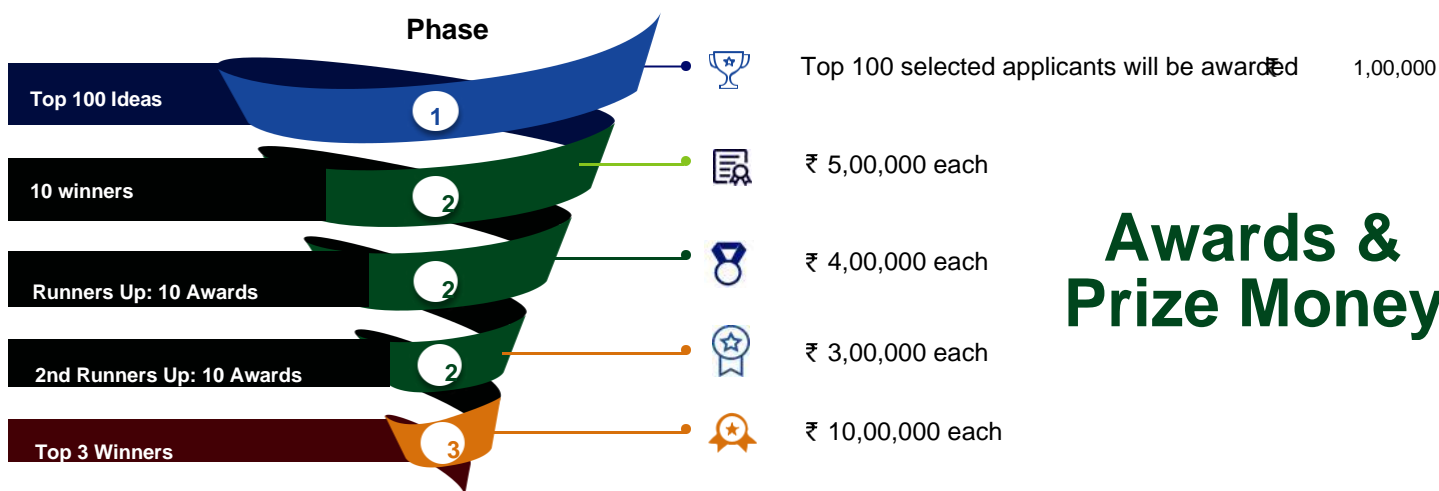 Phase
Top 100 Ideas
1
Top 100 selected applicants will be awarded ₹ 1,00,000
10 winners
2
₹ 5,00,000 each
Runners Up: 10 Awards
2
₹ 4,00,000 each
2nd Runners Up: 10 Awards
2
₹ 3,00,000 each
Top 3 Winners
3
₹ 10,00,000 each
Awards &
Prize Money